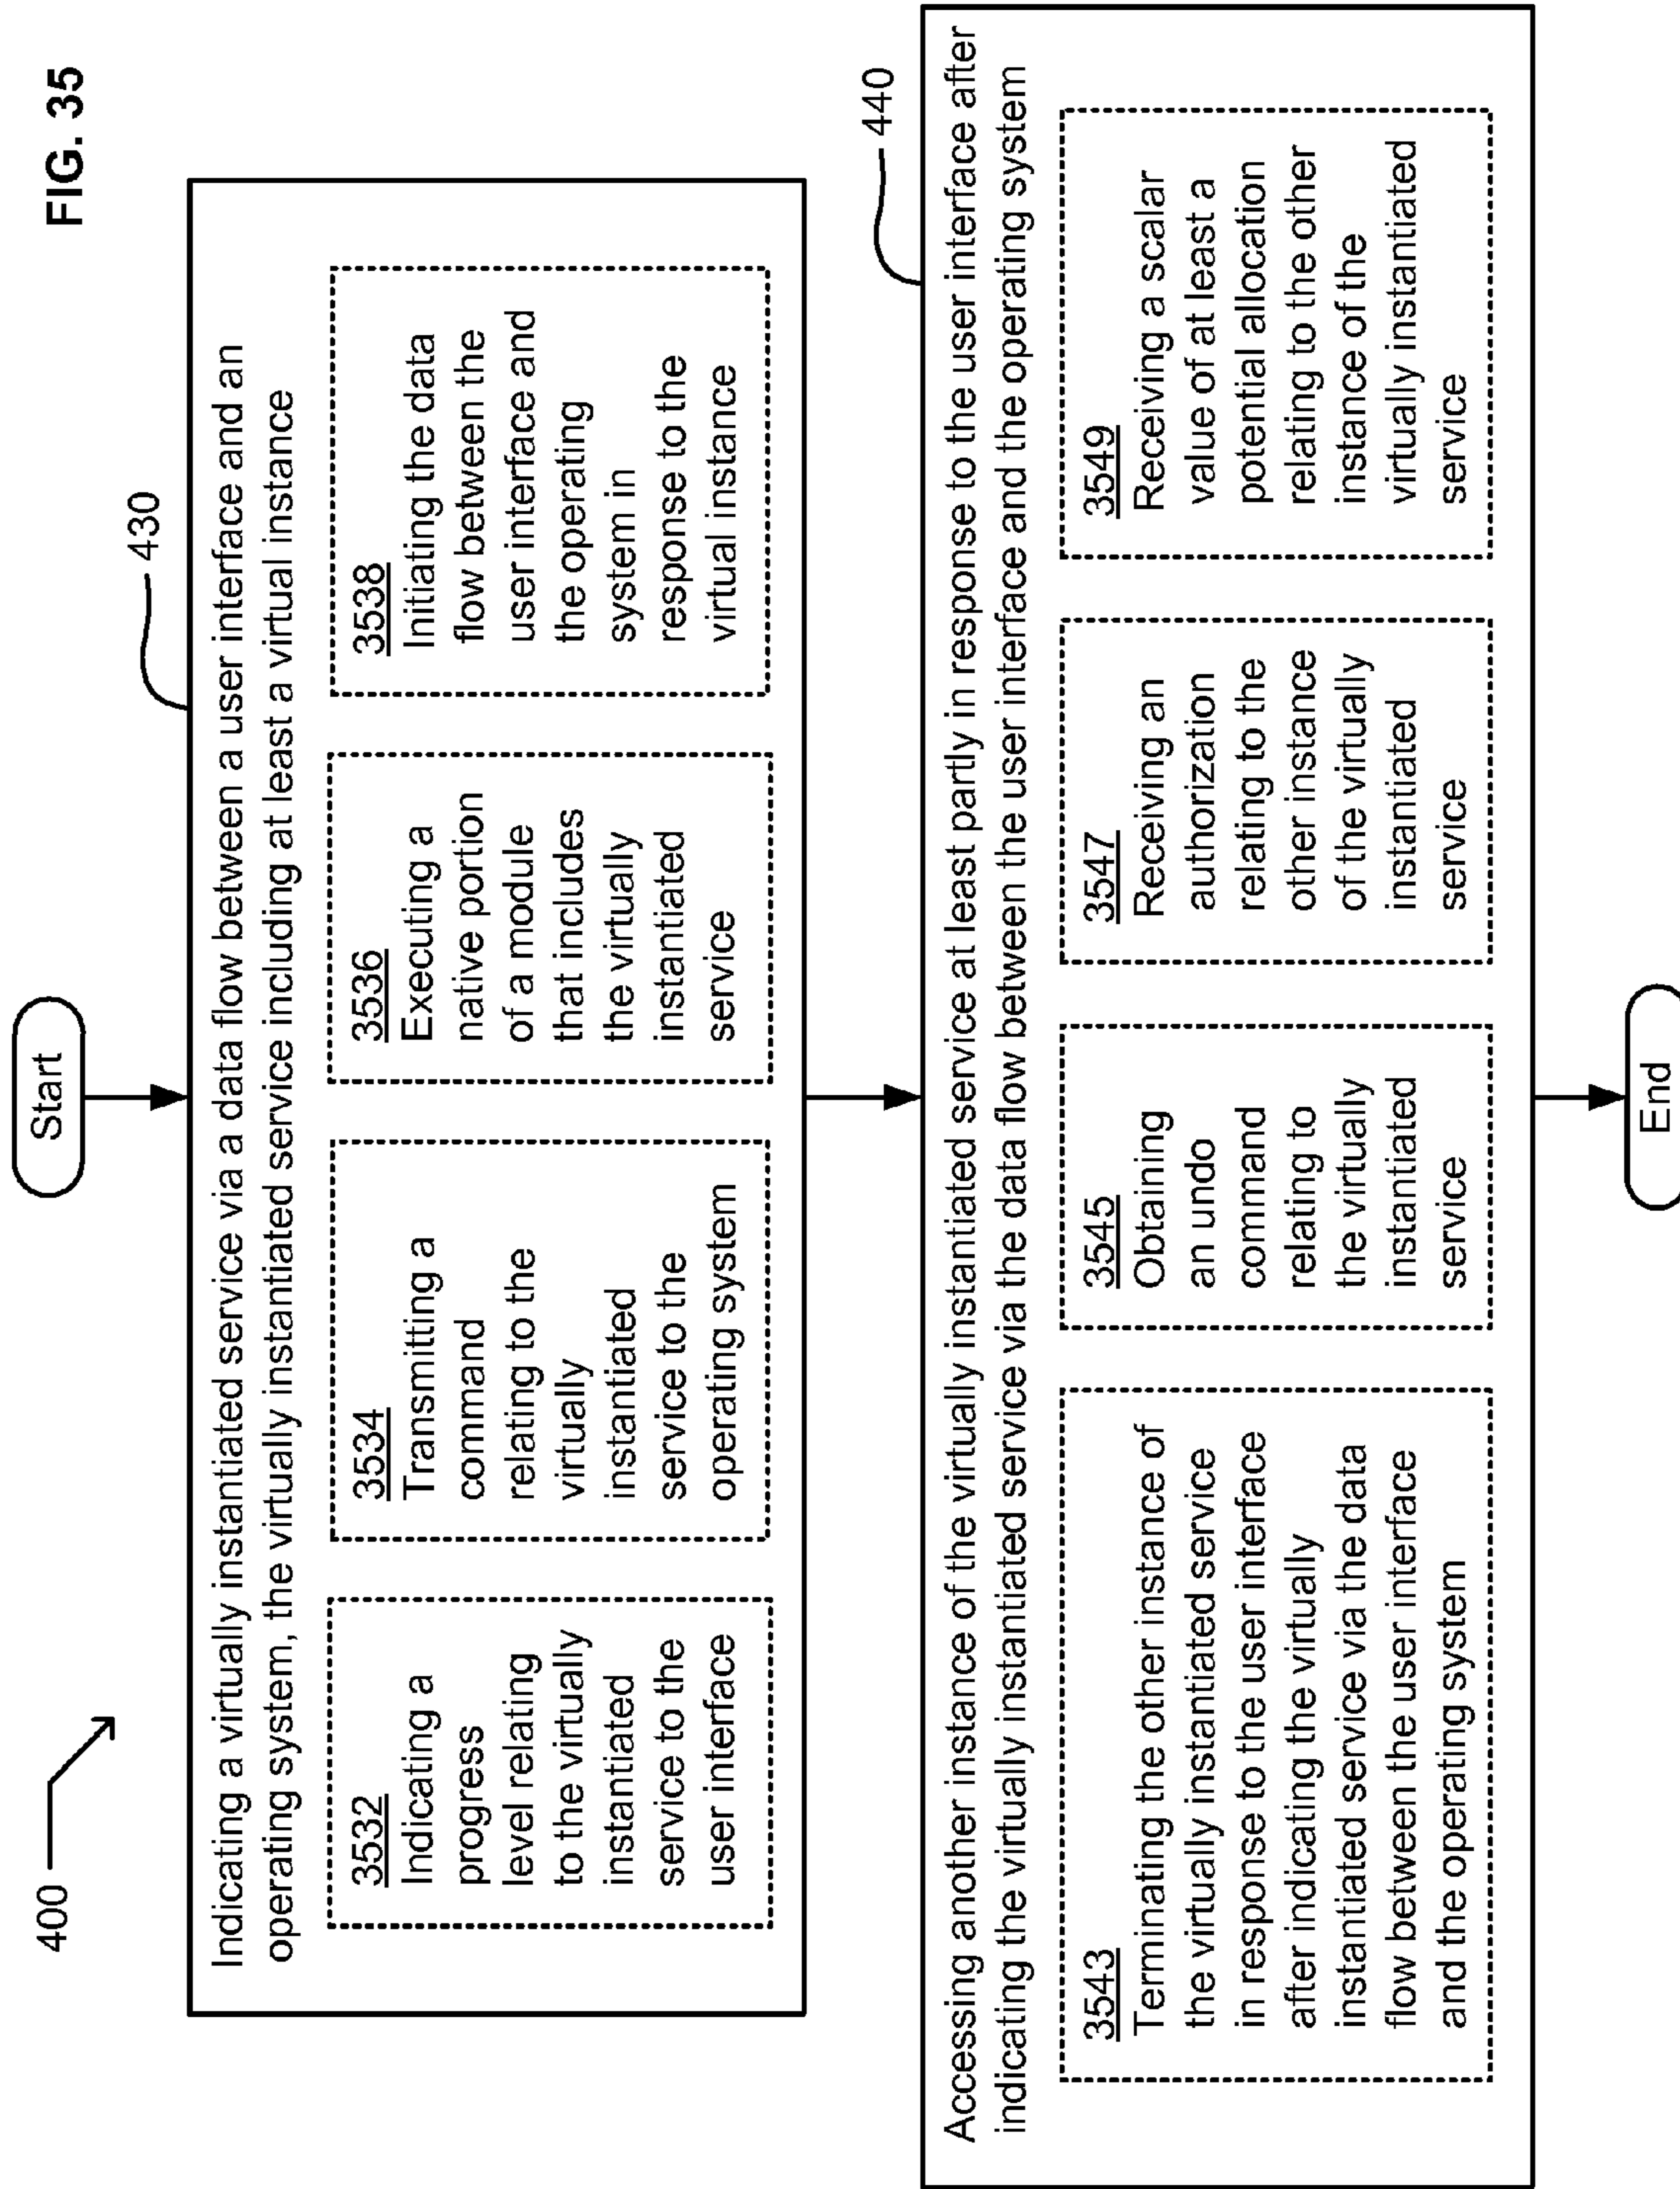 FIG. 35
400
Start
430
Indicating a virtually instantiated service via a data flow between a user interface and an
operating system, the virtually instantiated service including at least a virtual instance
3532
Indicating a
progress
level relating
to the virtually
instantiated
service to the
user interface
3534
Transmitting a
command
relating to the
virtually
instantiated
service to the
operating system
3536
Executing a
native portion
of a module
that includes
the virtually
instantiated
service
3538
Initiating the data
flow between the
user interface and
the operating
system in
response to the
virtual instance
440
Accessing another instance of the virtually instantiated service at least partly in response to the user interface after
indicating the virtually instantiated service via the data flow between the user interface and the operating system
3543
Terminating the other instance of
the virtually instantiated service
in response to the user interface
after indicating the virtually
instantiated service via the data
flow between the user interface
and the operating system
3545
Obtaining
an undo
command
relating to
the virtually
instantiated
service
3547
Receiving an
authorization
relating to the
other instance
of the virtually
instantiated
service
3549
Receiving a scalar
value of at least a
potential allocation
relating to the other
instance of the
virtually instantiated
service
End